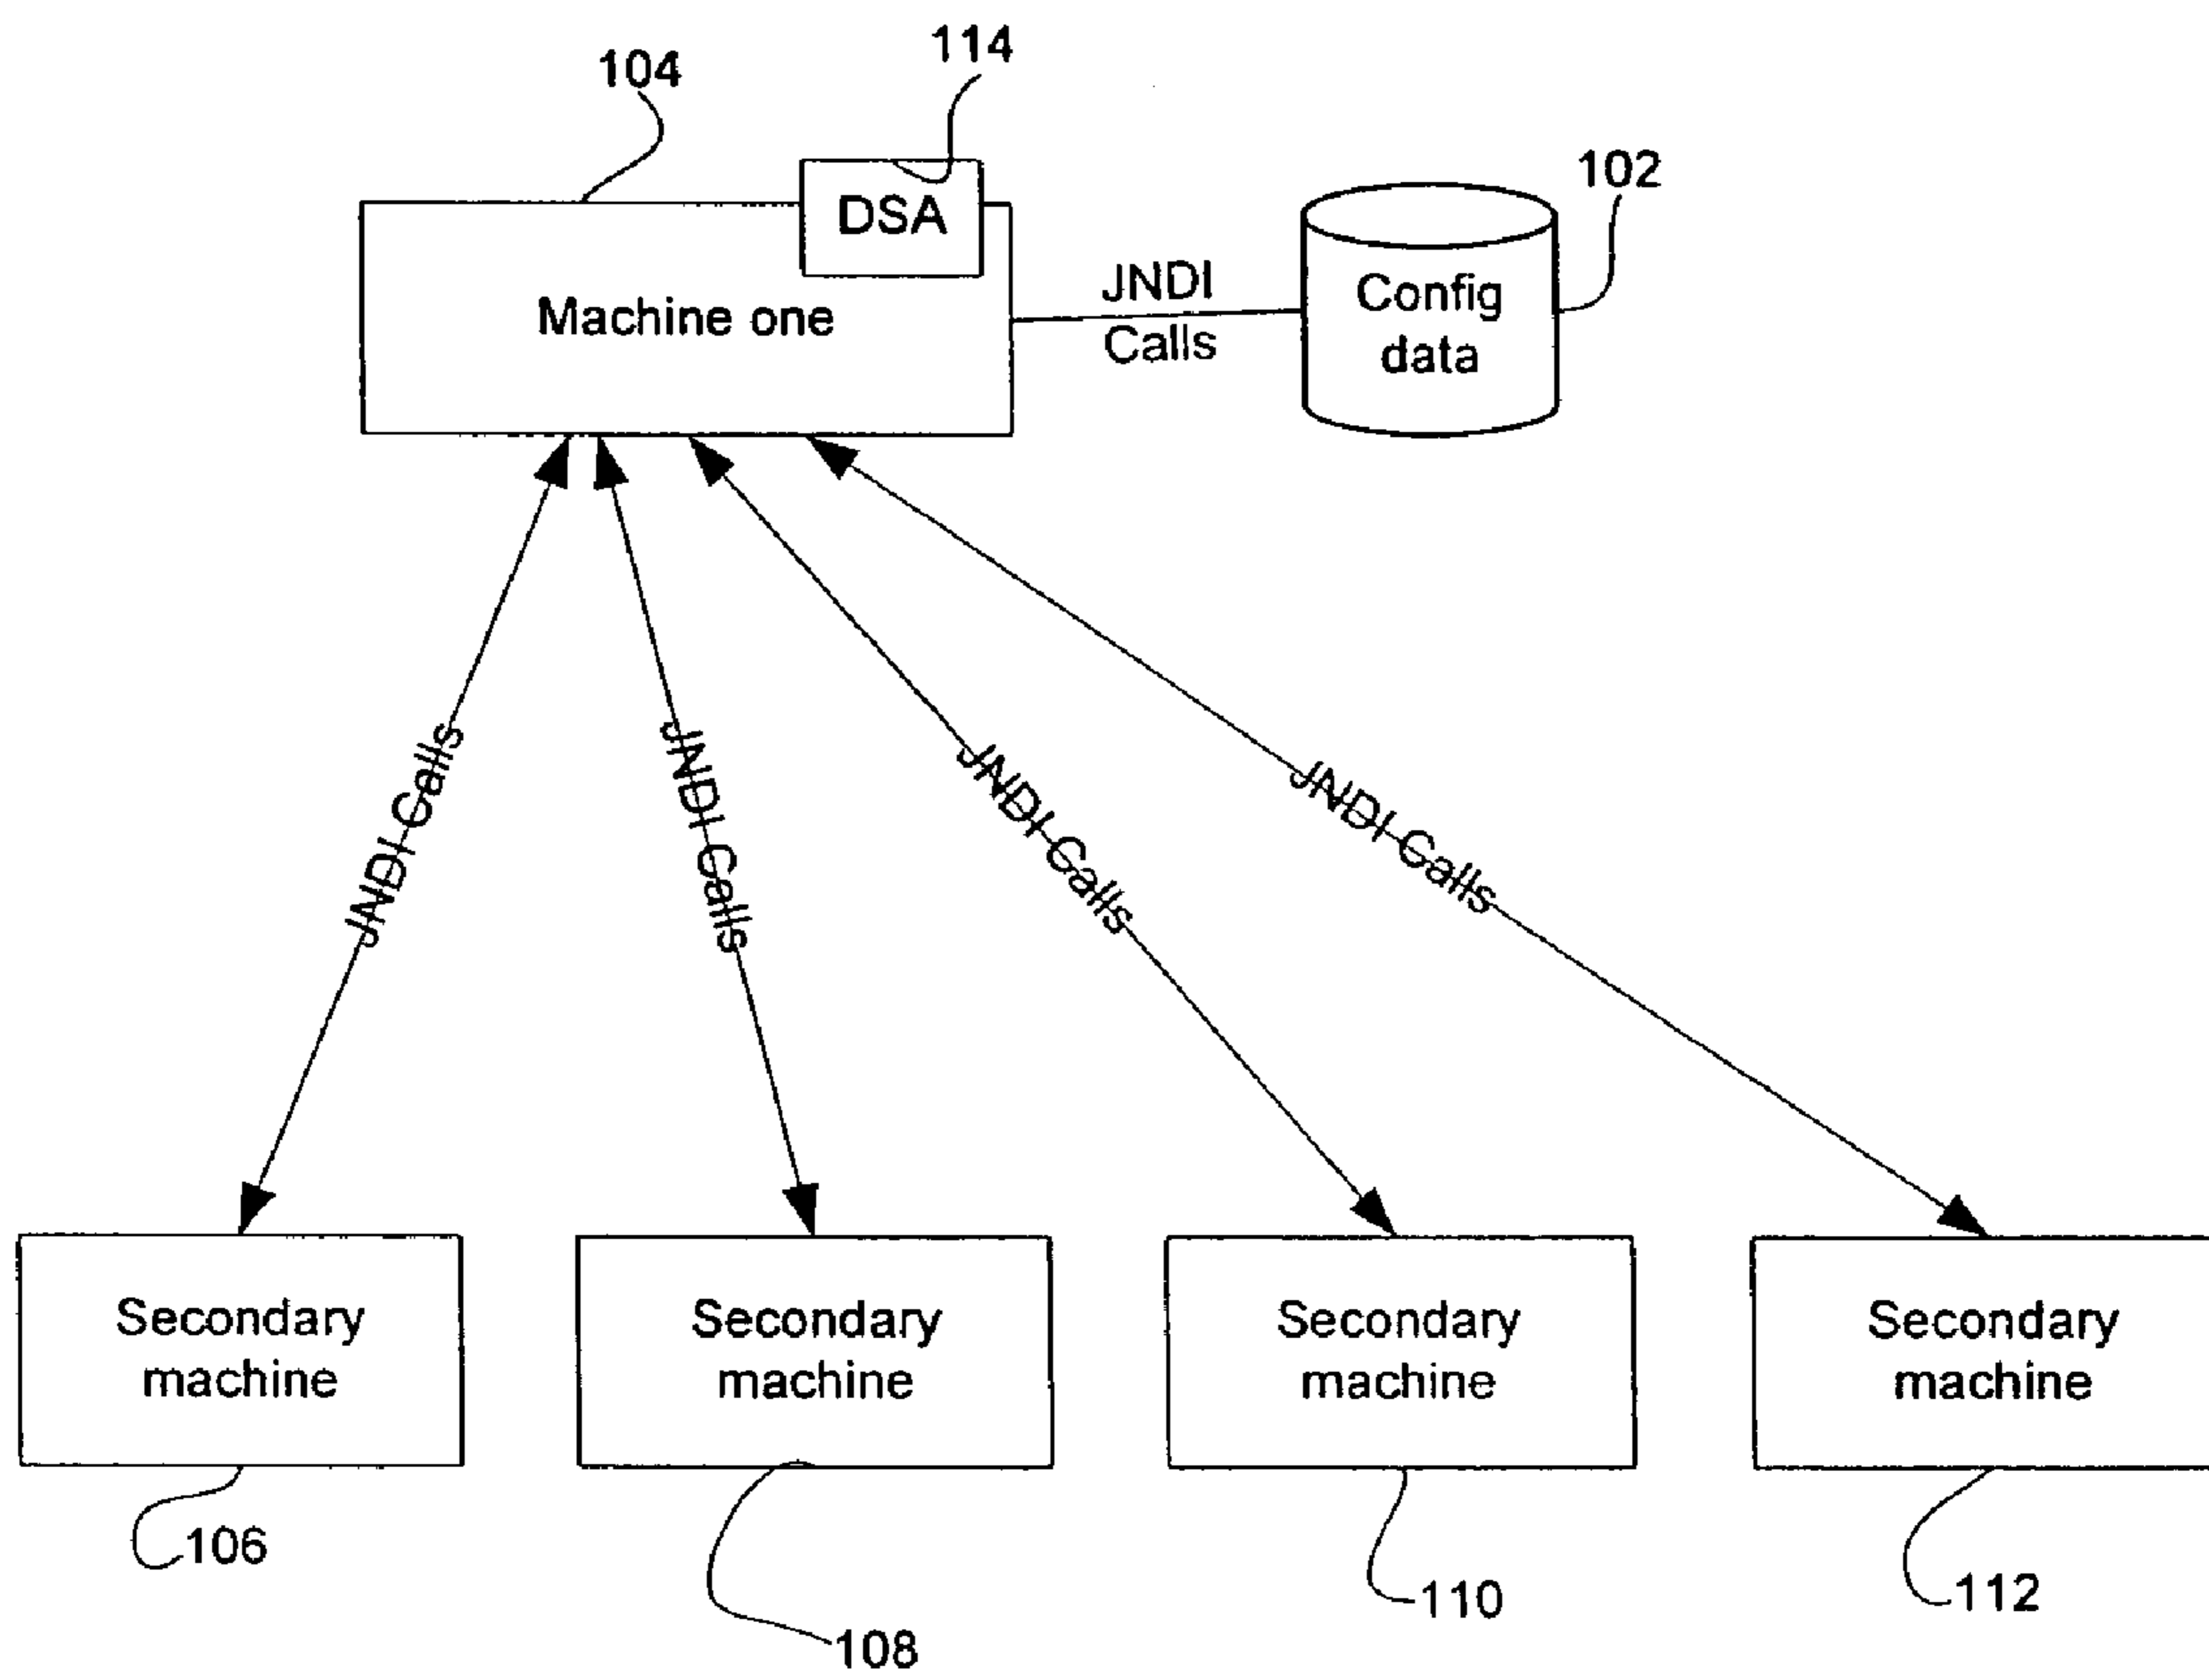 114
104
102
DSA
Machine one
JNDI
Calls
Config
data
JNDI Calls
JNDI Calls
JNDI Calls
JNDI Calls
Secondary
machine
Secondary
machine
Secondary
machine
Secondary
machine
106
108
110
112